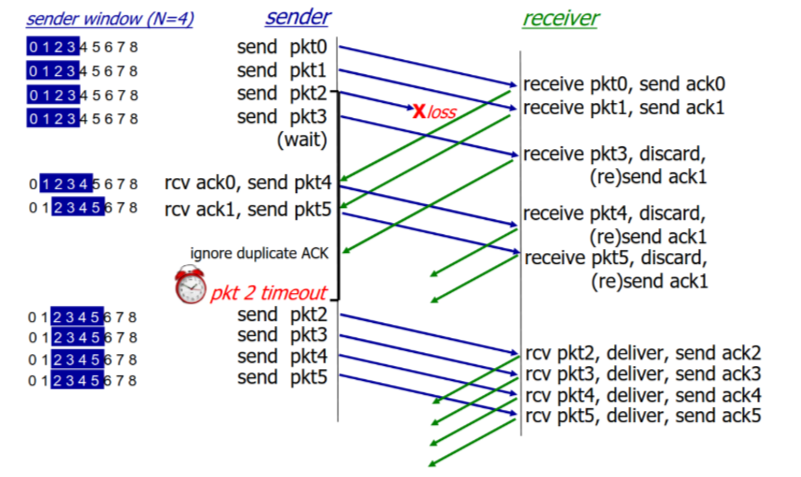 sender window (N=4) sender receiver
0 1 2 3 4 5 6 7 8 send pkt0
0 1 2 3 4 5 6 7 8 send pkt1
0 1 2 3 4 5 6 7 8 send pkt2
0 1 2 3 4 5 6 7 8 send pkt3
(wait)
X loss
receive pkt0, send ack0
receive pkt1, send ack1
receive pkt3, discard,
(re)send ack1
0 1 2 3 4 5 6 7 8 rcv ack0, send pkt4
0 1 2 3 4 5 6 7 8 rcv ack1, send pkt5
receive pkt4, discard,
(re)send ack1
receive pkt5, discard,
(re)send ack1
ignore duplicate ACK
pkt 2 timeout
0 1 2 3 4 5 6 7 8 send pkt2
0 1 2 3 4 5 6 7 8 send pkt3
0 1 2 3 4 5 6 7 8 send pkt4
0 1 2 3 4 5 6 7 8 send pkt5
rcv pkt2, deliver, send ack2
rcv pkt3, deliver, send ack3
rcv pkt4, deliver, send ack4
rcv pkt5, deliver, send ack5